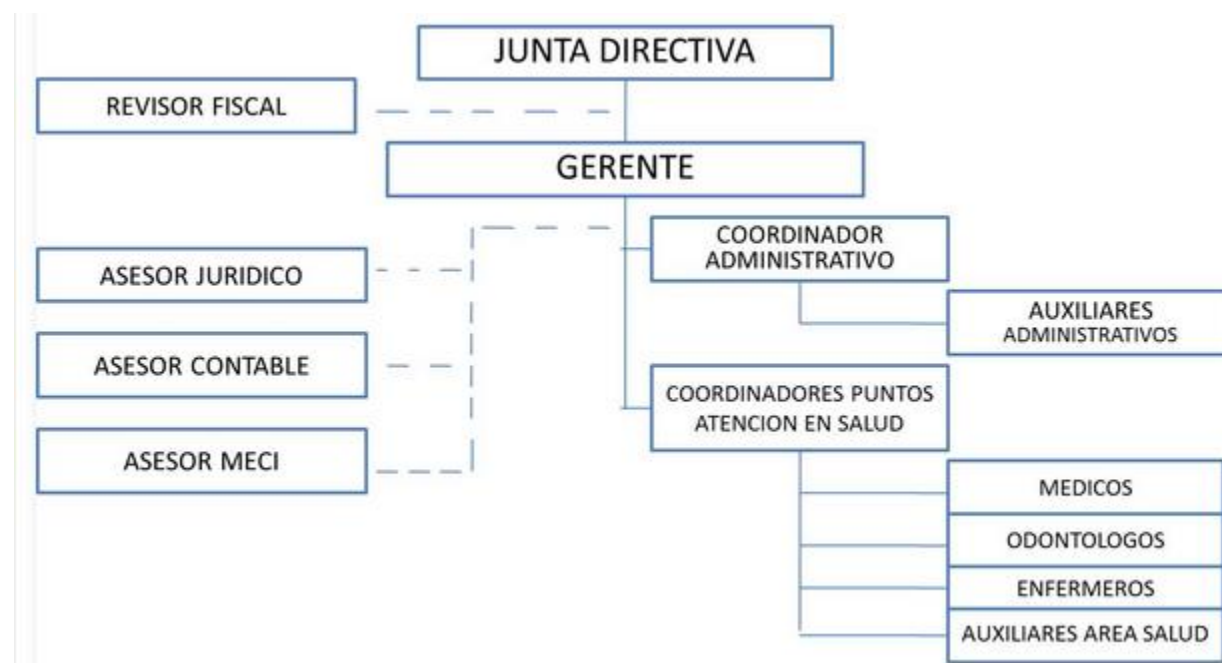 JUNTA DIRECTIVA
REVISOR FISCAL
GERENTE
COORDINADOR
ADMINISTRATIVO
ASESOR JURIDICO
AUXILIARES
ADMINISTRATIVOS
ASESOR CONTABLE
COORDINADORES PUNTOS
ATENCION EN SALUD
ASESOR MECI
MEDICOS
ODONTOLOGOS
ENFERMEROS
AUXILIARES AREA SALUD